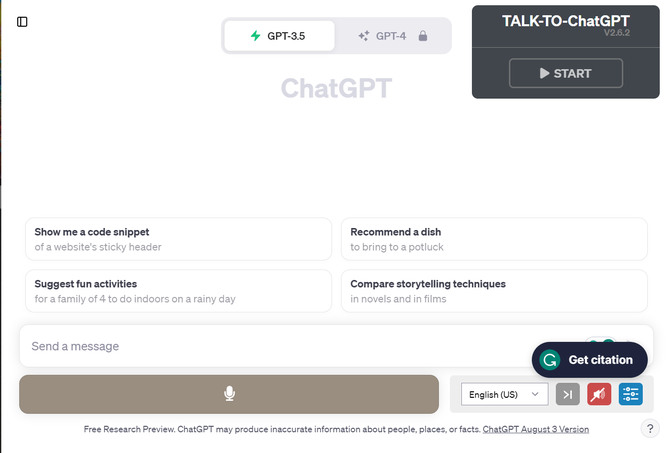 GPT-3.5
GPT-4
TALK-TO-ChatGPT
V2.6.2
START
ChatGPT
Show me a code snippet
of a website's sticky header
Recommend a dish
to bring to a potluck
Suggest fun activities
for a family of 4 to do indoors on a rainy day
Compare storytelling techniques
in novels and in films
Send a message
Get citation
English (US)
Free Research Preview. ChatGPT may produce inaccurate information about people, places, or facts. ChatGPT August 3 Version
?